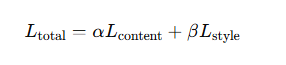 L_total = αL_content + βL_style